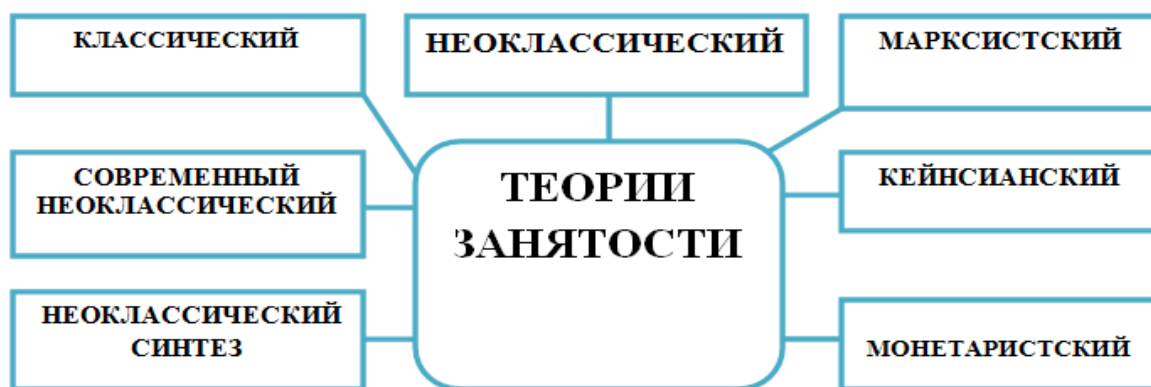 КЛАССИЧЕСКИЙ
НЕОКЛАССИЧЕСКИЙ
МАРКСИСТСКИЙ
СОВРЕМЕННЫЙ
НЕОКЛАССИЧЕСКИЙ
ТЕОРИИ
ЗАНЯТОСТИ
КЕЙНСИАНСКИЙ
НЕОКЛАССИЧЕСКИЙ
СИНТЕЗ
МОНЕТАРИСТСКИЙ